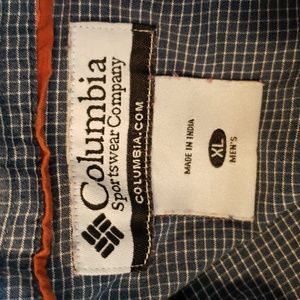 Columbia
Sportswear Company
COLUMBIA.COM
MADE IN INDIA
XL
MEN'S